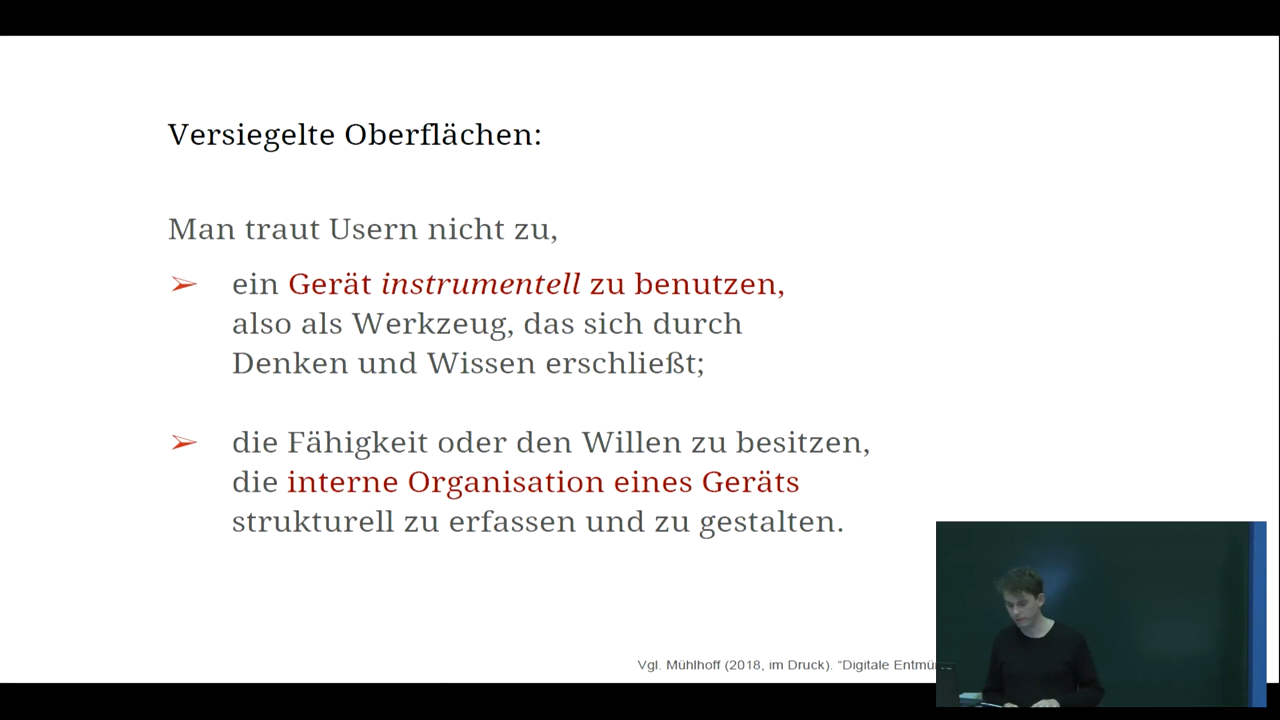 Versiegelte Oberflächen:
Man traut Usern nicht zu,
➢ ein Gerät instrumentell zu benutzen,
also als Werkzeug, das sich durch
Denken und Wissen erschließt;
➢ die Fähigkeit oder den Willen zu besitzen,
die interne Organisation eines Geräts
strukturell zu erfassen und zu gestalten.
Vgl. Mühlhoff (2018, im Druck). "Digitale